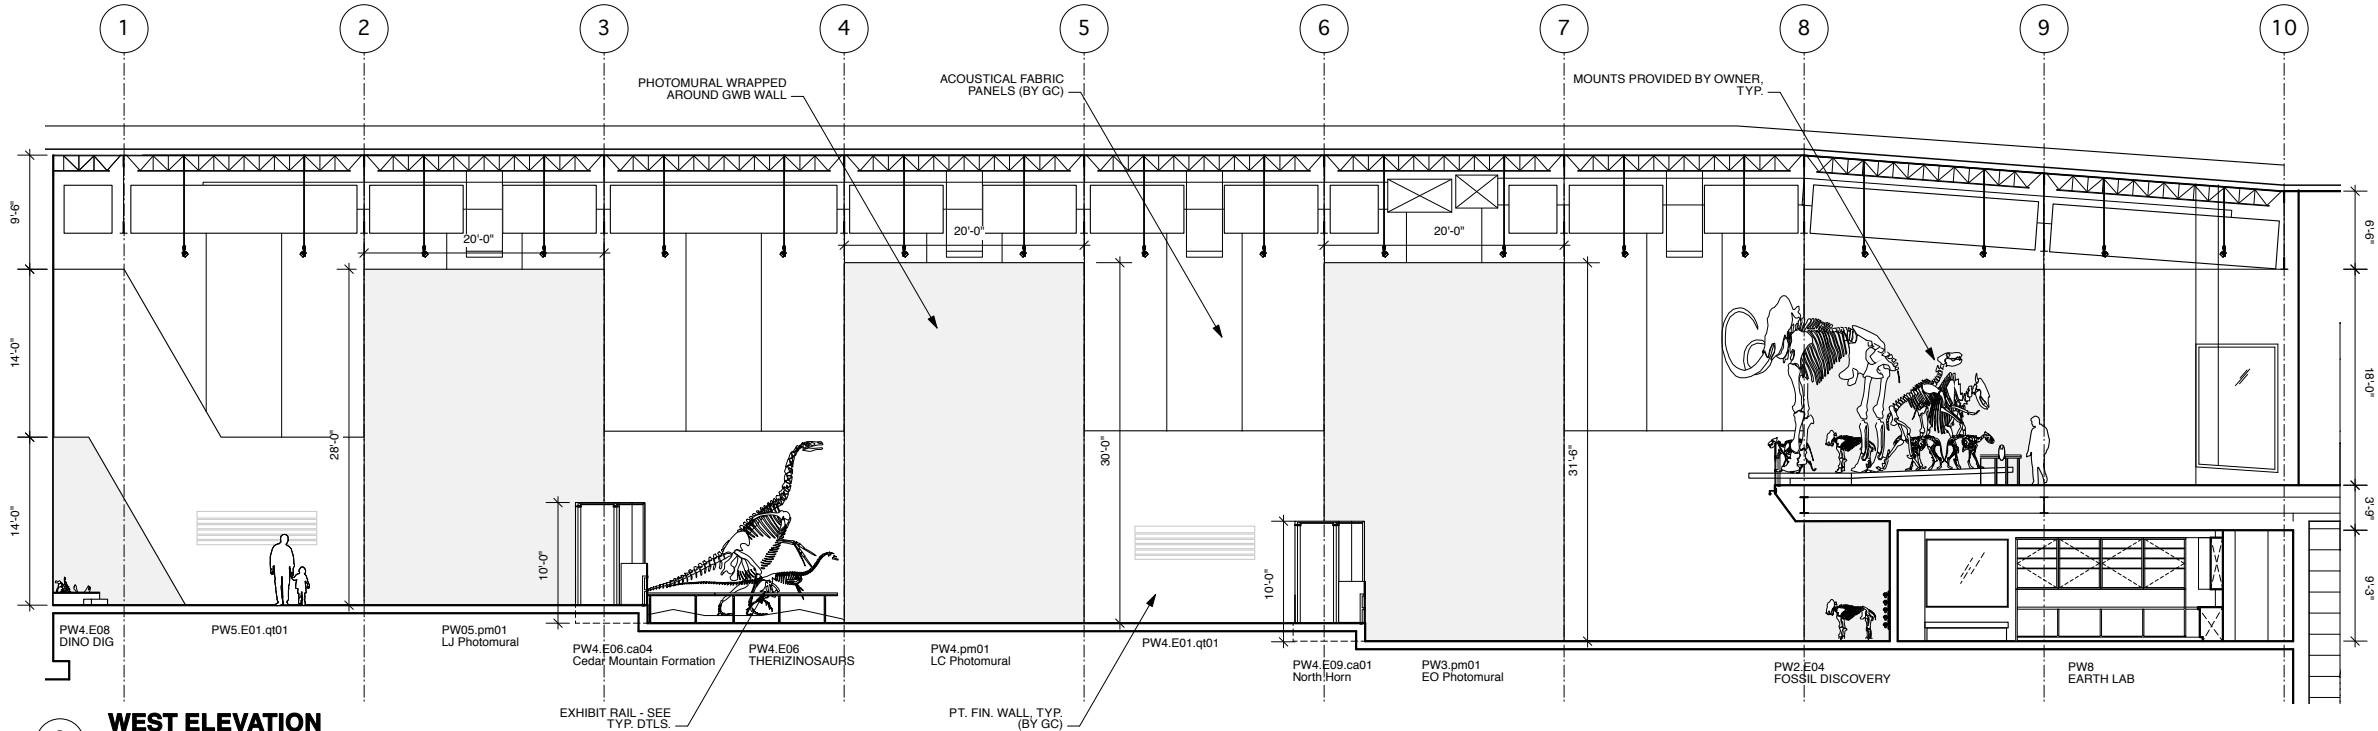 1 2 3 4 5 6 7 8 9 10
PHOTOMURAL WRAPPED
AROUND GWB WALL
ACOUSTICAL FABRIC
PANELS (BY GC)
MOUNTS PROVIDED BY OWNER,
TYP.
9'-6"
14'-0"
14'-0"
20'-0"
20'-0"
20'-0"
28'-0"
30'-0"
31'-6"
10'-0"
10'-0"
6'-6"
18'-0"
3'-9"
9'-3"
PW4.E08
DINO DIG
PW5.E01.qt01
PW05.pm01
LJ Photomural
PW4.E06.ca04
Cedar Mountain Formation
PW4.E06
THERIZINOSAURS
PW4.pm01
LC Photomural
PW4.E01.qt01
PW4.E09.ca01
North Horn
PW3.pm01
EO Photomural
PW2.E04
FOSSIL DISCOVERY
PW8
EARTH LAB
EXHIBIT RAIL - SEE
TYP. DTLS.
PT. FIN. WALL, TYP.
(BY GC)
WEST ELEVATION